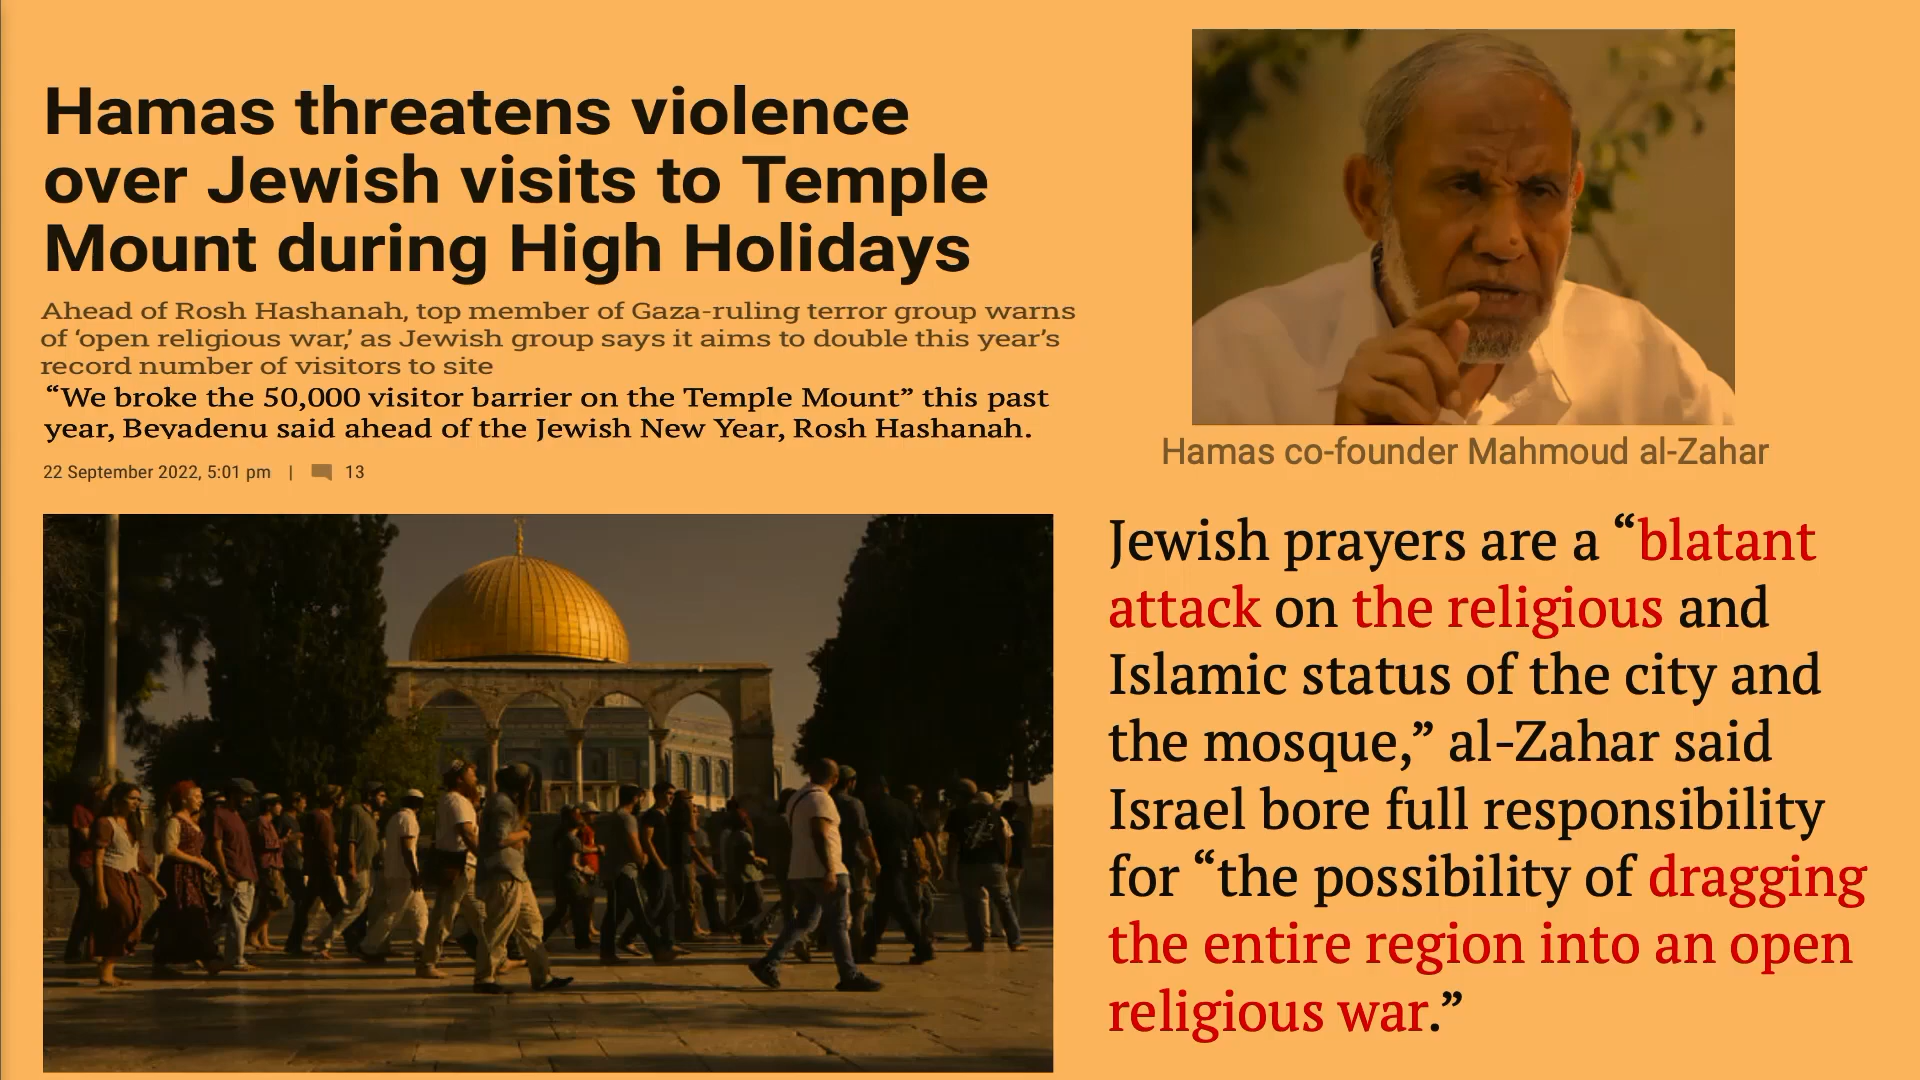 Hamas threatens violence
over Jewish visits to Temple
Mount during High Holidays
Ahead of Rosh Hashanah, top member of Gaza-ruling terror group warns
of ‘open religious war,’ as Jewish group says it aims to double this year’s
record number of visitors to site
“We broke the 50,000 visitor barrier on the Temple Mount” this past
year, Beyadenu said ahead of the Jewish New Year, Rosh Hashanah.
22 September 2022, 5:01 pm | 13
Hamas co-founder Mahmoud al-Zahar
Jewish prayers are a “blatant
attack on the religious and
Islamic status of the city and
the mosque,” al-Zahar said
Israel bore full responsibility
for “the possibility of dragging
the entire region into an open
religious war.”